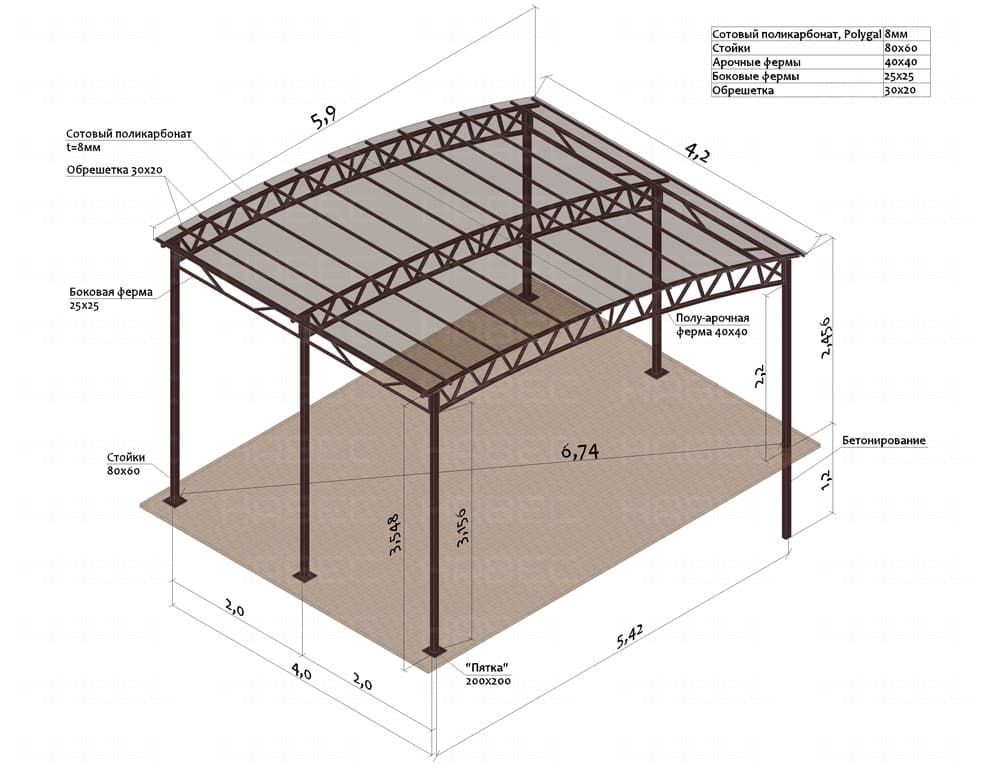 Сотовый поликарбонат, Polygal 8мм
Стойки 80х60
Арочные фермы 40х40
Боковые фермы 25х25
Обрешетка 30х20
5,9
4,2
Сотовый поликарбонат
t=8мм
Обрешетка 30х20
Боковая ферма
25х25
Полу-арочная
ферма 40х40
2,456
2,2
Бетонирование
6,74
Стойки
80х60
1,2
3,548
3,156
2,0
5,42
4,0
2,0
"Пятка"
200х200